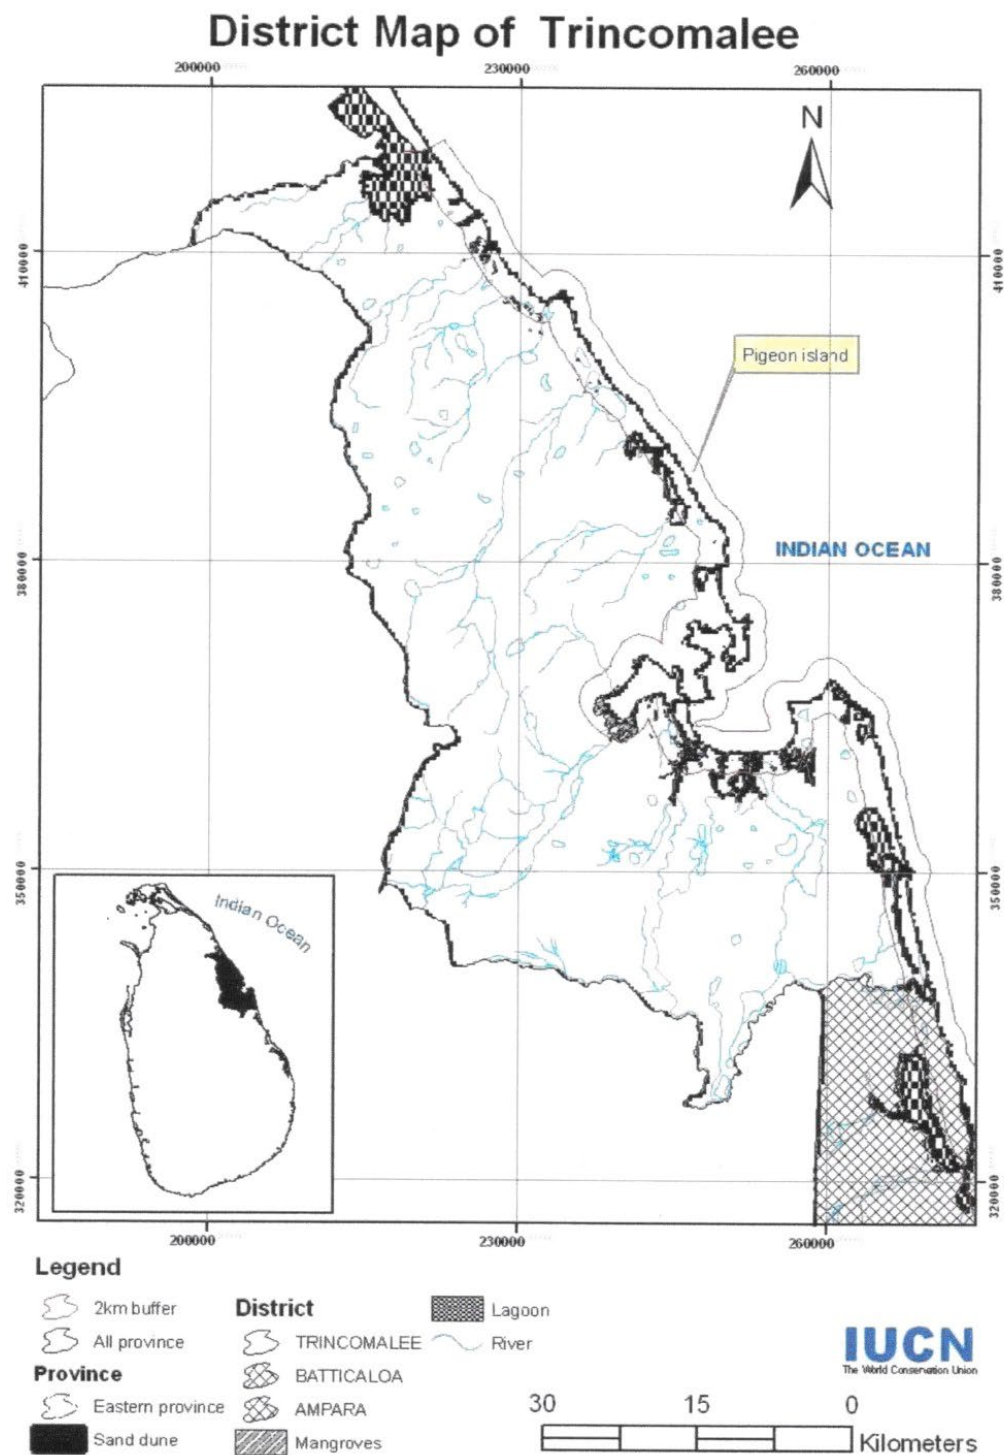 District Map of Trincomalee
200000 230000 260000
N
410000 410000
Pigeon island
INDIAN OCEAN
380000 380000
350000 350000
Indian Ocean
320000 320000
200000 230000 260000
Legend
2km buffer
All province
Province
Eastern province
Sand dune
District
TRINCOMALEE
BATTICALOA
AMPARA
Mangroves
Lagoon
River
IUCN
The World Conservation Union
30 15 0
Kilometers